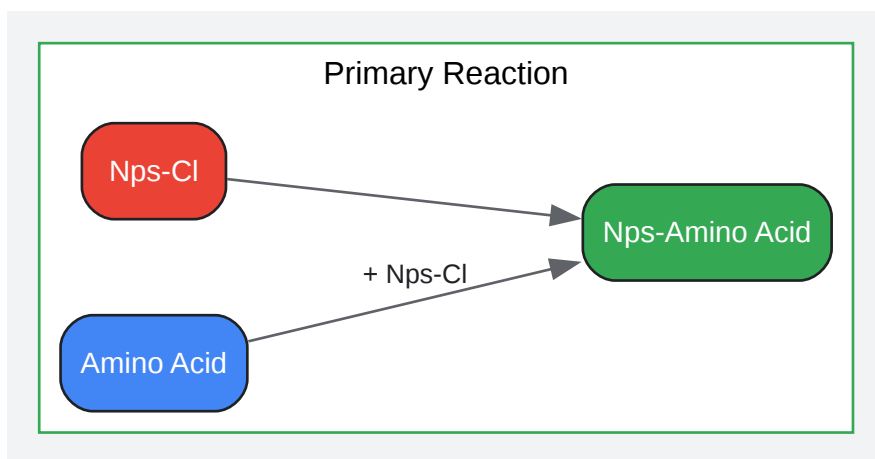 Primary Reaction
Nps-Cl
Nps-Amino Acid
+ Nps-Cl
Amino Acid